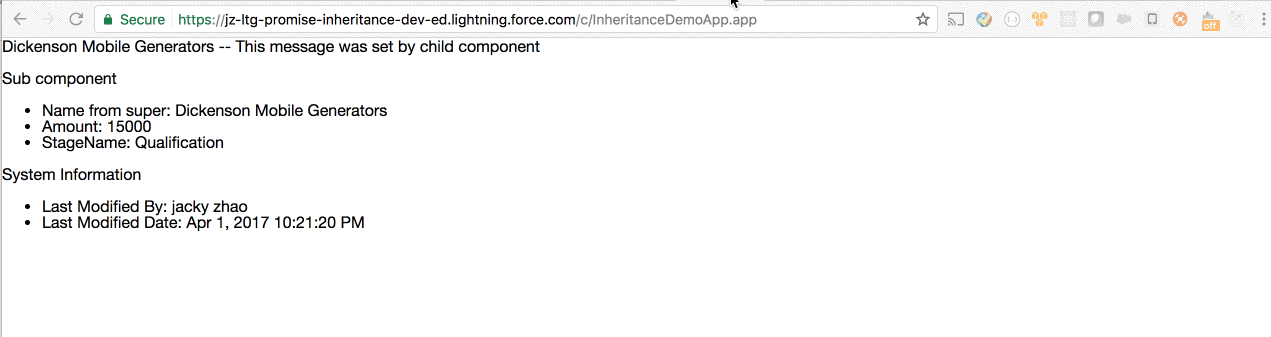 Secure https://jz-ltg-promise-inheritance-dev-ed.lightning.force.com/c/InheritanceDemoApp.app
off
Dickenson Mobile Generators -- This message was set by child component
Sub component
• Name from super: Dickenson Mobile Generators
• Amount: 15000
• StageName: Qualification
System Information
• Last Modified By: jacky zhao
• Last Modified Date: Apr 1, 2017 10:21:20 PM